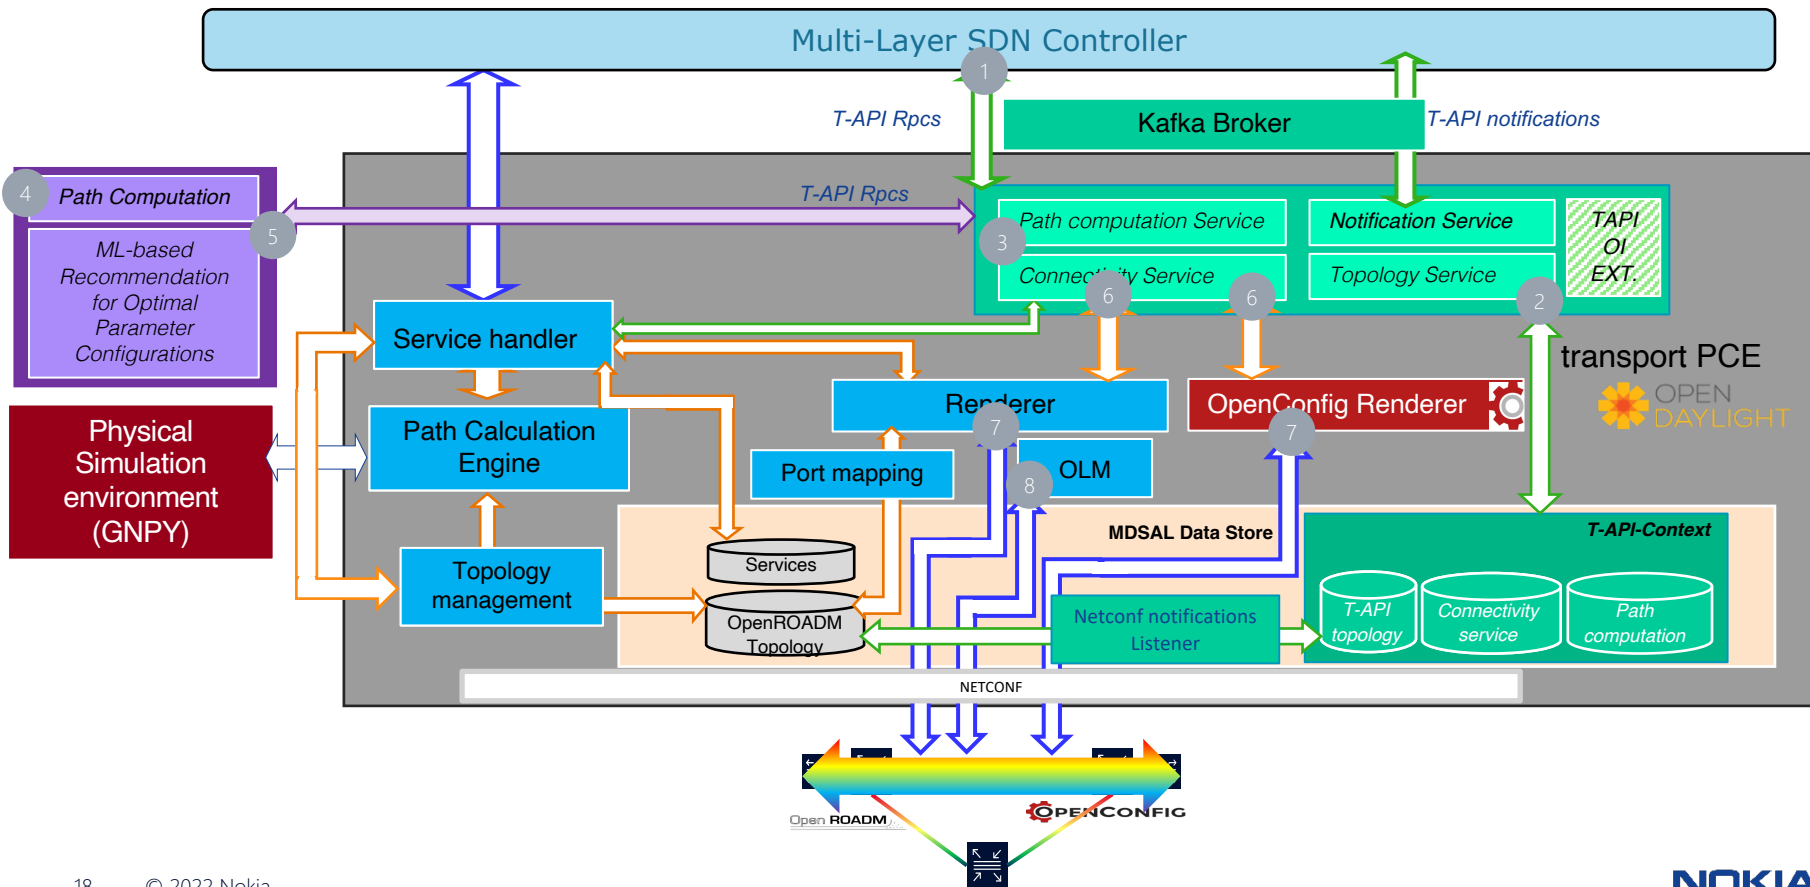 Multi-Layer SDN Controller
1
T-API Rpcs
Kafka Broker
T-API notifications
4
Path Computation
5
ML-based
Recommendation
for Optimal
Parameter
Configurations
T-API Rpcs
Path computation Service
3
Connectivity Service
Notification Service
Topology Service
TAPI
OI
EXT.
6
6
2
Service handler
transport PCE
OPEN
DAYLIGHT
Renderer
OpenConfig Renderer
7
7
Physical
Simulation
environment
(GNPY)
Path Calculation
Engine
Port mapping
OLM
8
MDSAL Data Store
T-API-Context
Services
Topology
management
OpenROADM
Topology
Netconf notifications
Listener
T-API
topology
Connectivity
service
Path
computation
NETCONF
Open ROADM
OPENCONFIG
18 © 2022 Nokia
NOKIA